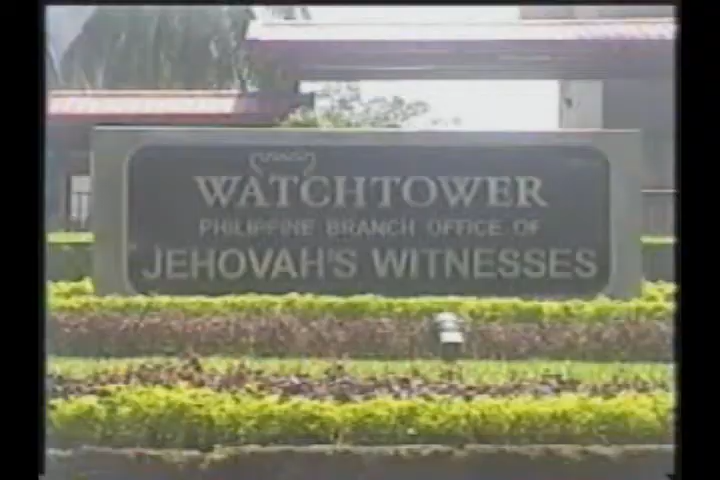 WATCHTOWER
PHILIPPINE BRANCH OFFICE OF
JEHOVAH'S WITNESSES